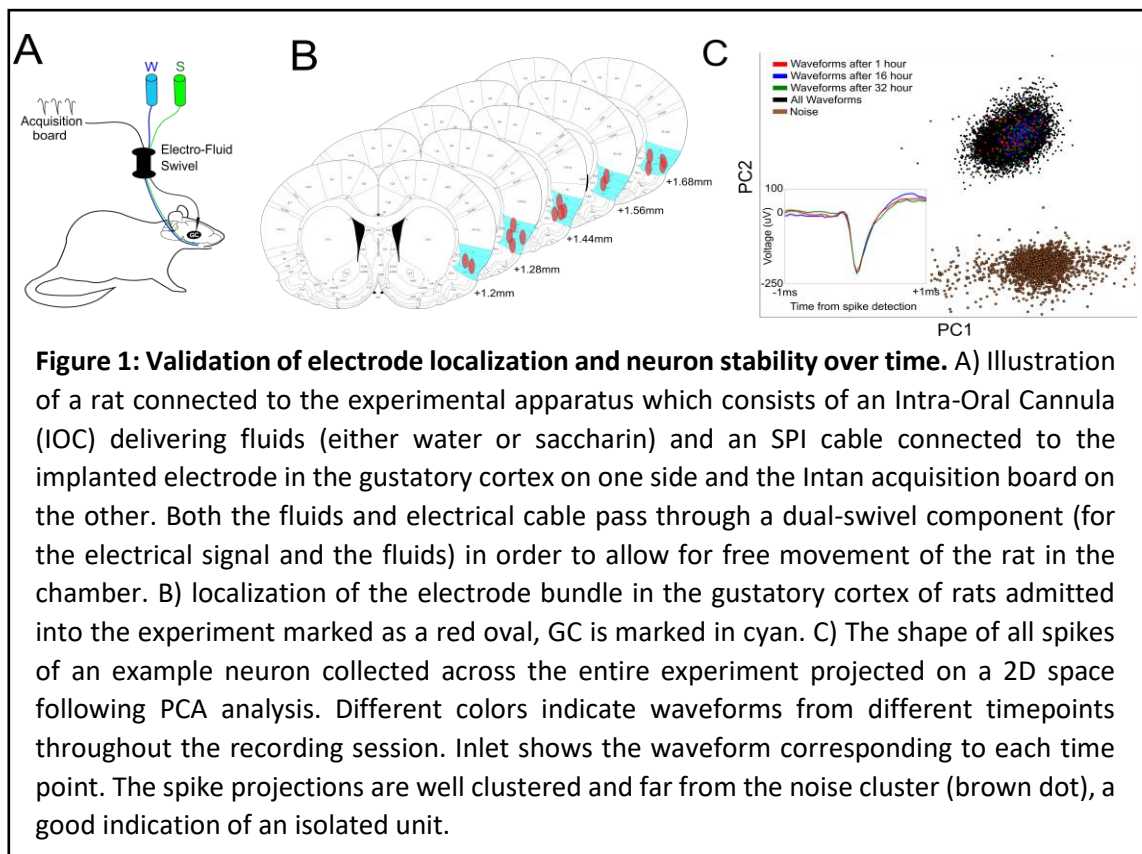 A
W S
Acquisition
board
Electro-Fluid
Swivel
GC
B
+1.68mm
+1.56mm
+1.44mm
+1.28mm
+1.2mm
C
Waveforms after 1 hour
Waveforms after 16 hour
Waveforms after 32 hour
All Waveforms
Noise
PC2
100
0
Voltage (uV)
-250
-1ms +1ms
Time from spike detection
PC1
Figure 1: Validation of electrode localization and neuron stability over time. A) Illustration
of a rat connected to the experimental apparatus which consists of an Intra-Oral Cannula
(IOC) delivering fluids (either water or saccharin) and an SPI cable connected to the
implanted electrode in the gustatory cortex on one side and the Intan acquisition board on
the other. Both the fluids and electrical cable pass through a dual-swivel component (for
the electrical signal and the fluids) in order to allow for free movement of the rat in the
chamber. B) localization of the electrode bundle in the gustatory cortex of rats admitted
into the experiment marked as a red oval, GC is marked in cyan. C) The shape of all spikes
of an example neuron collected across the entire experiment projected on a 2D space
following PCA analysis. Different colors indicate waveforms from different timepoints
throughout the recording session. Inlet shows the waveform corresponding to each time
point. The spike projections are well clustered and far from the noise cluster (brown dot), a
good indication of an isolated unit.